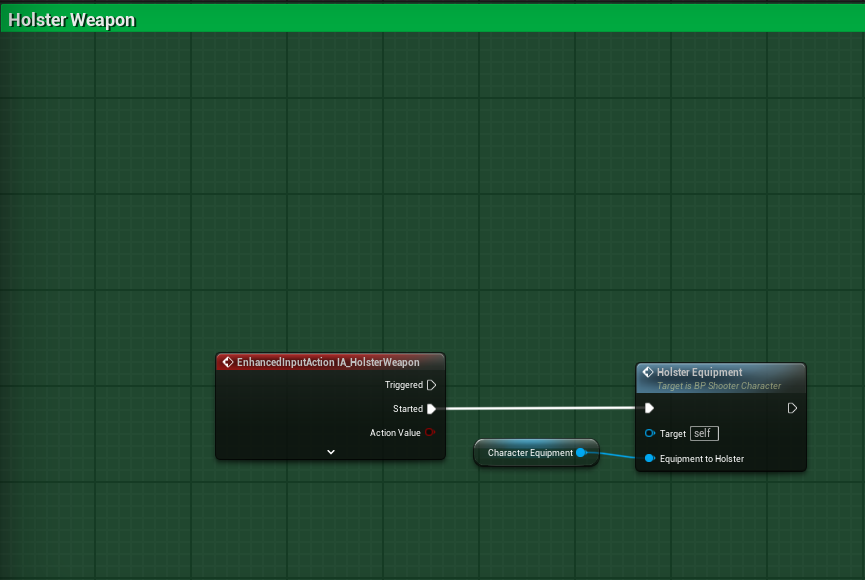 Holster Weapon
EnhancedInputAction IA_HolsterWeapon
Triggered
Started
Action Value
Character Equipment
Holster Equipment
Target is BP Shooter Character
Target self
Equipment to Holster